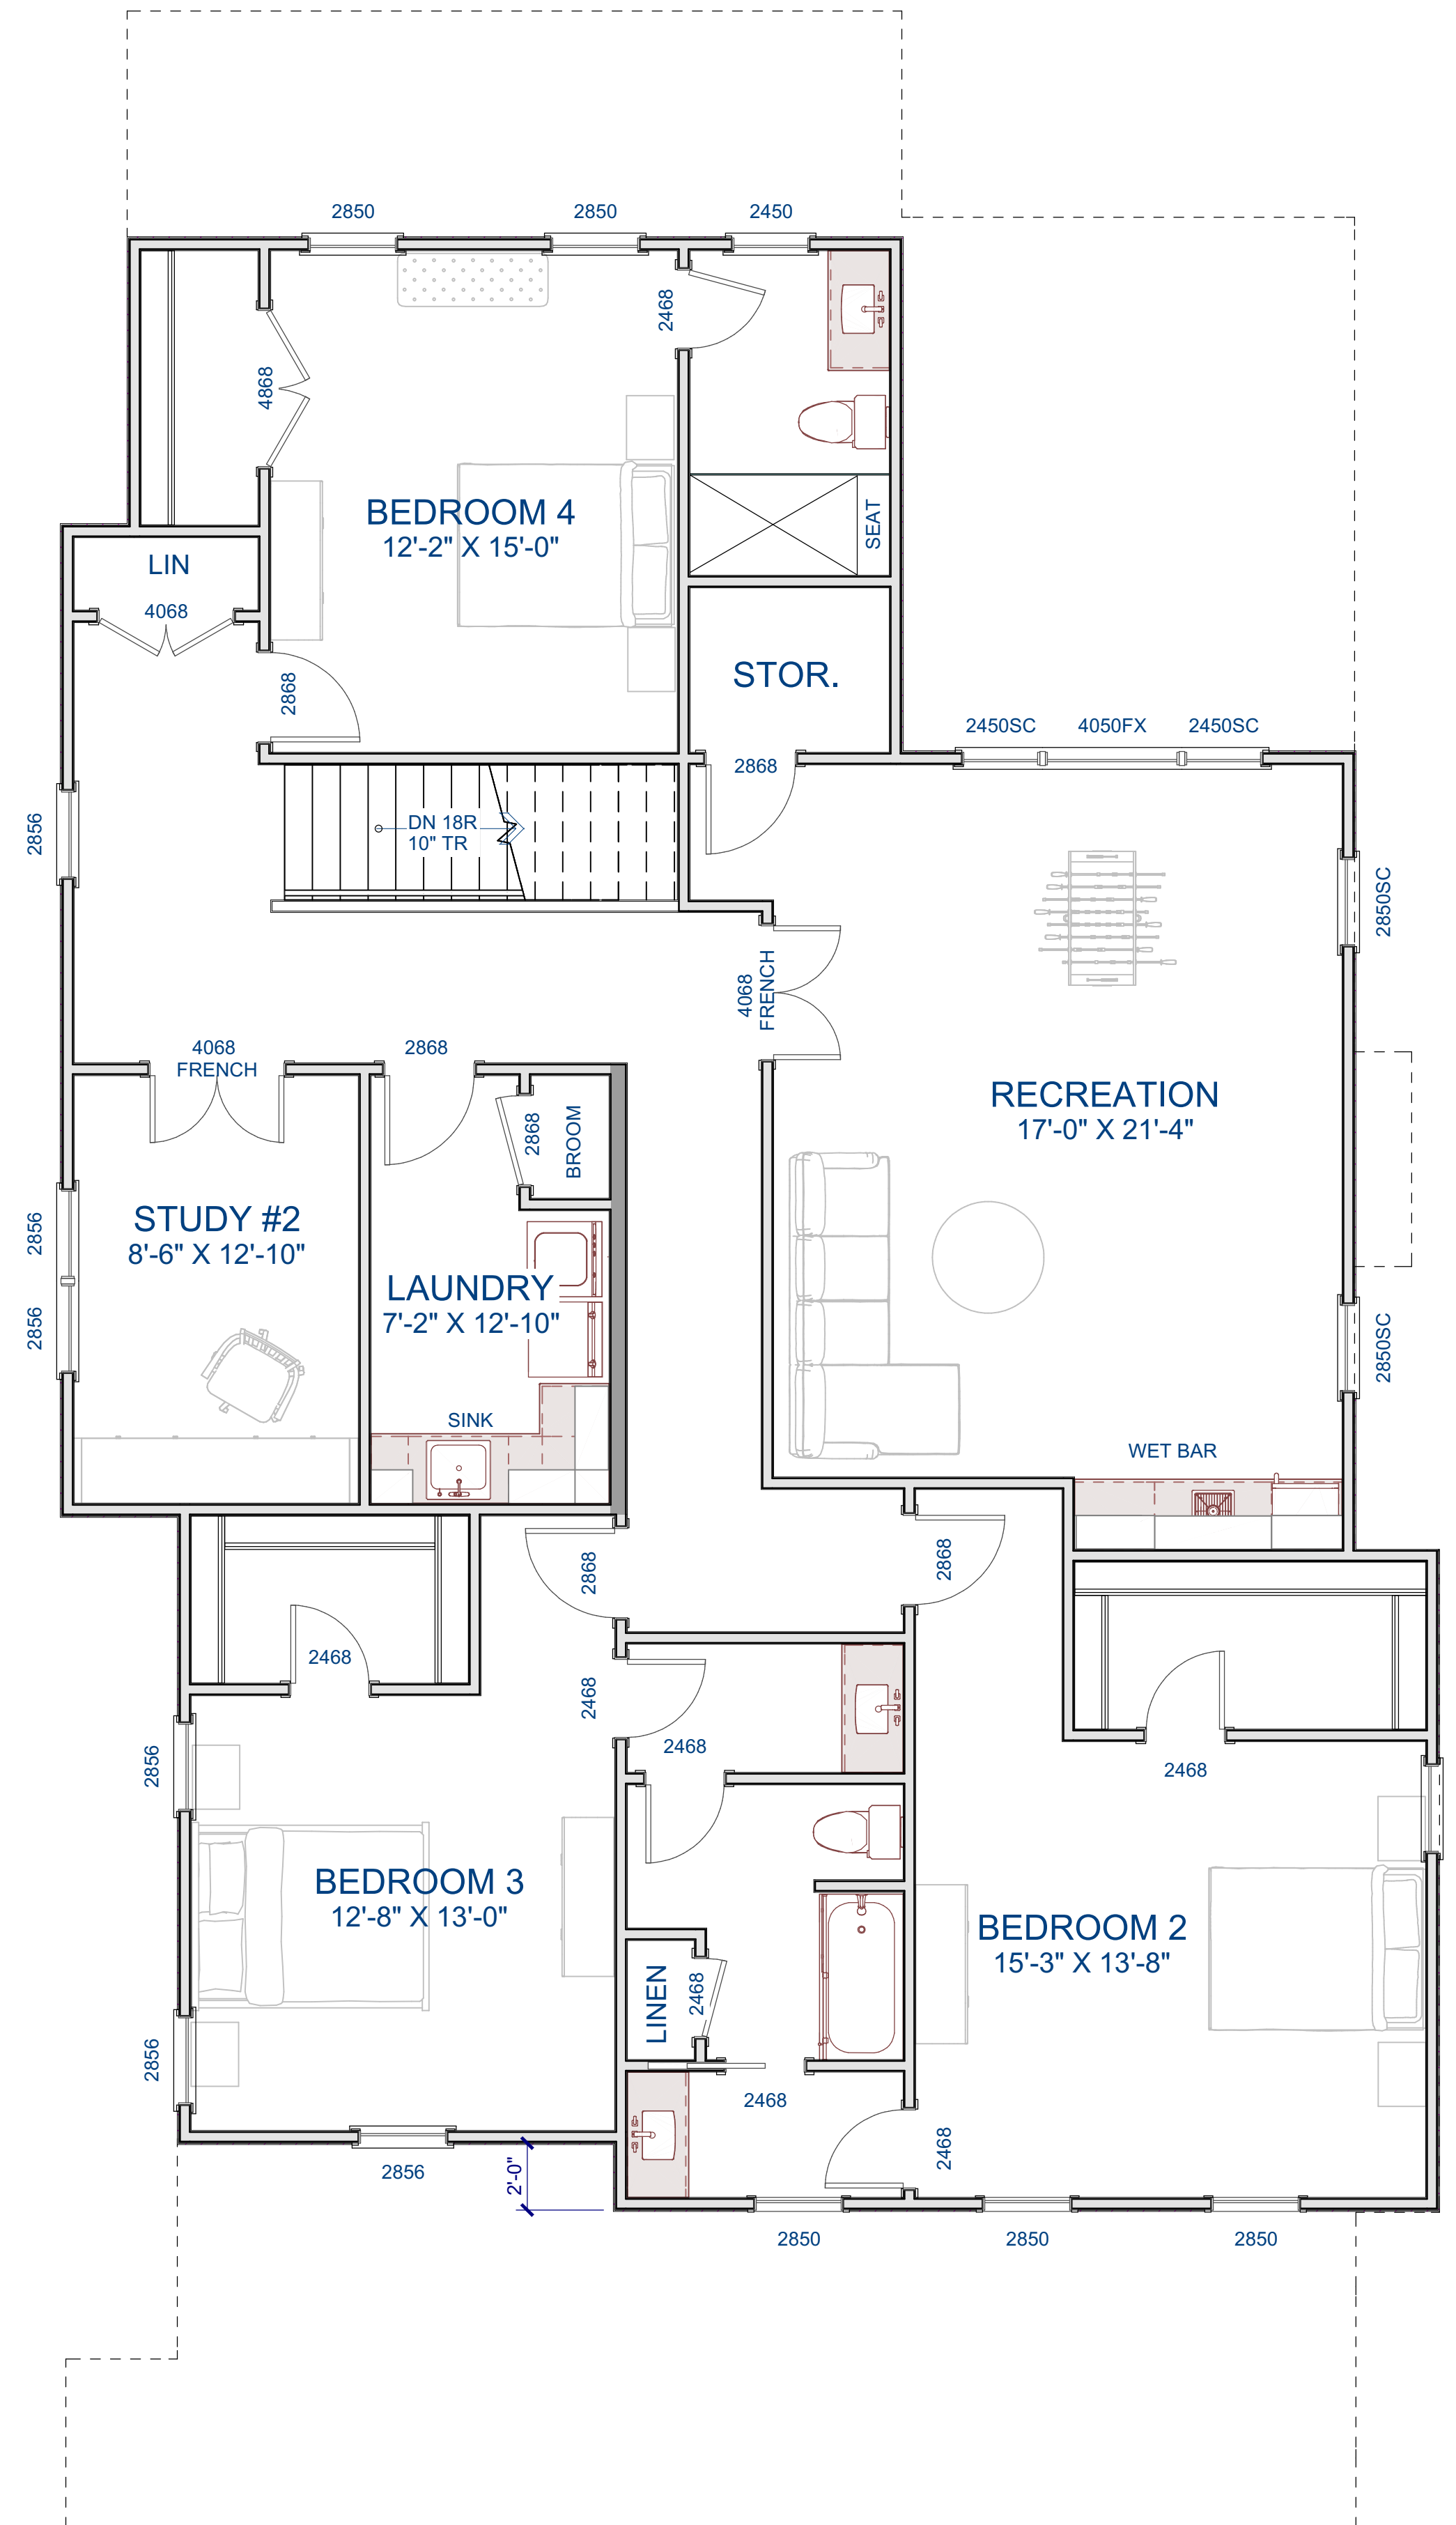 2850
2850
2450
2468
4868
BEDROOM 4
12'-2" X 15'-0"
SEAT
LIN
4068
2868
STOR.
2868
2450SC
4050FX
2450SC
DN 18R
10" TR
2856
2850SC
4068
FRENCH
4068
FRENCH
2868
2868
BROOM
RECREATION
17'-0" X 21'-4"
STUDY #2
8'-6" X 12'-10"
2856
2856
LAUNDRY
7'-2" X 12'-10"
2850SC
SINK
WET BAR
2868
2868
2468
2468
2468
2468
2856
BEDROOM 3
12'-8" X 13'-0"
BEDROOM 2
15'-3" X 13'-8"
LINEN
2468
2856
2468
2468
2856
2'-0"
2850
2850
2850